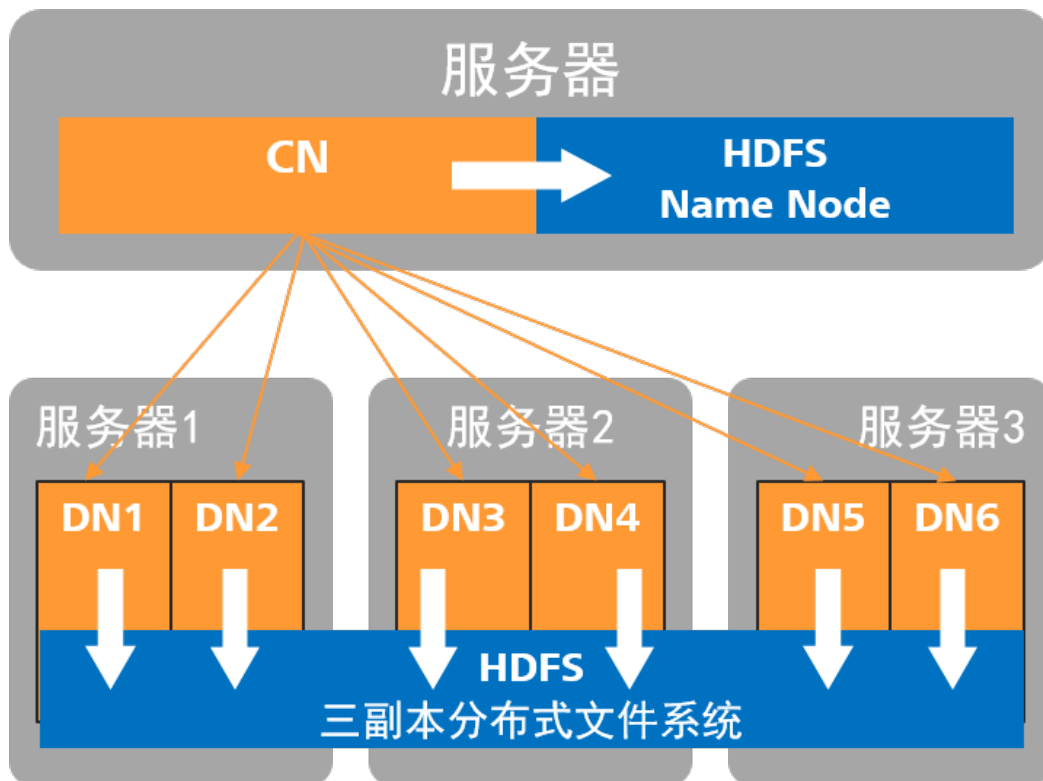 服务器
CN
HDFS
Name Node
服务器1
服务器2
服务器3
DN1
DN2
DN3
DN4
DN5
DN6
HDFS
三副本分布式文件系统